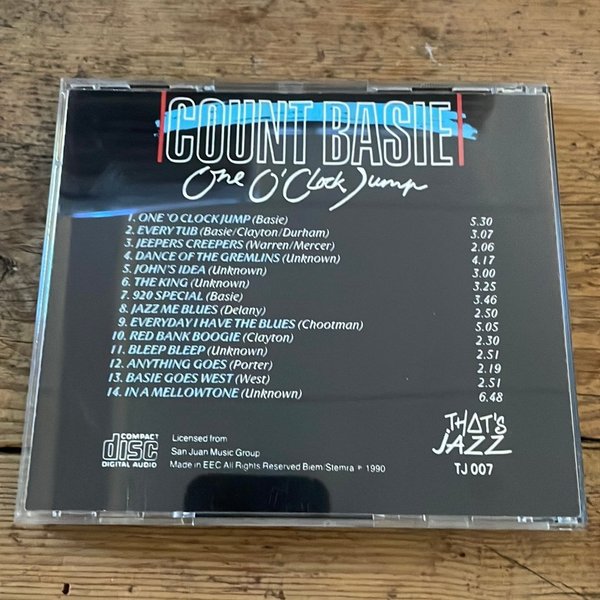 COUNT BASIE
One O'Clock Jump
1. ONE 'O CLOCK JUMP (Basie) 5.30
2. EVERY TUB (Basie/Clayton/Durham) 3.07
3. JEEPERS CREEPERS (Warren/Mercer) 2.06
4. DANCE OF THE GREMLINS (Unknown) 4.17
5. JOHN'S IDEA (Unknown) 3.00
6. THE KING (Unknown) 3.25
7. 920 SPECIAL (Basie) 3.46
8. JAZZ ME BLUES (Delany) 2.50
9. EVERYDAY I HAVE THE BLUES (Chootman) 5.05
10. RED BANK BOOGIE (Clayton) 2.30
11. BLEEP BLEEP (Unknown) 2.51
12. ANYTHING GOES (Porter) 2.19
13. BASIE GOES WEST (West) 2.51
14. IN A MELLOWTONE (Unknown) 6.48
COMPACT
disc
DIGITAL AUDIO
Licensed from
San Juan Music Group
Made in EEC All Rights Reserved Biem/Stemra ℗ 1990
THAT'S
JAZZ
TJ 007